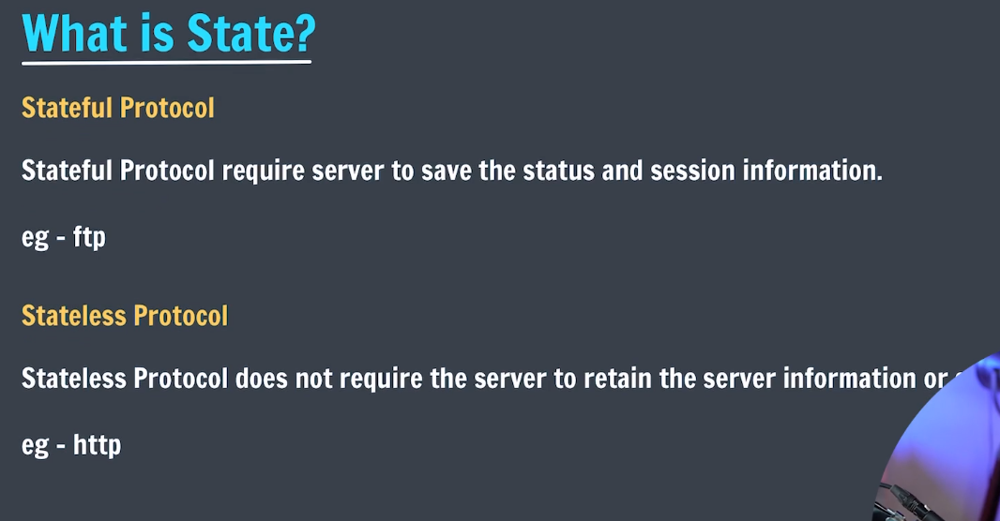 What is State?
Stateful Protocol
Stateful Protocol require server to save the status and session information.
eg - ftp
Stateless Protocol
Stateless Protocol does not require the server to retain the server information or
eg - http